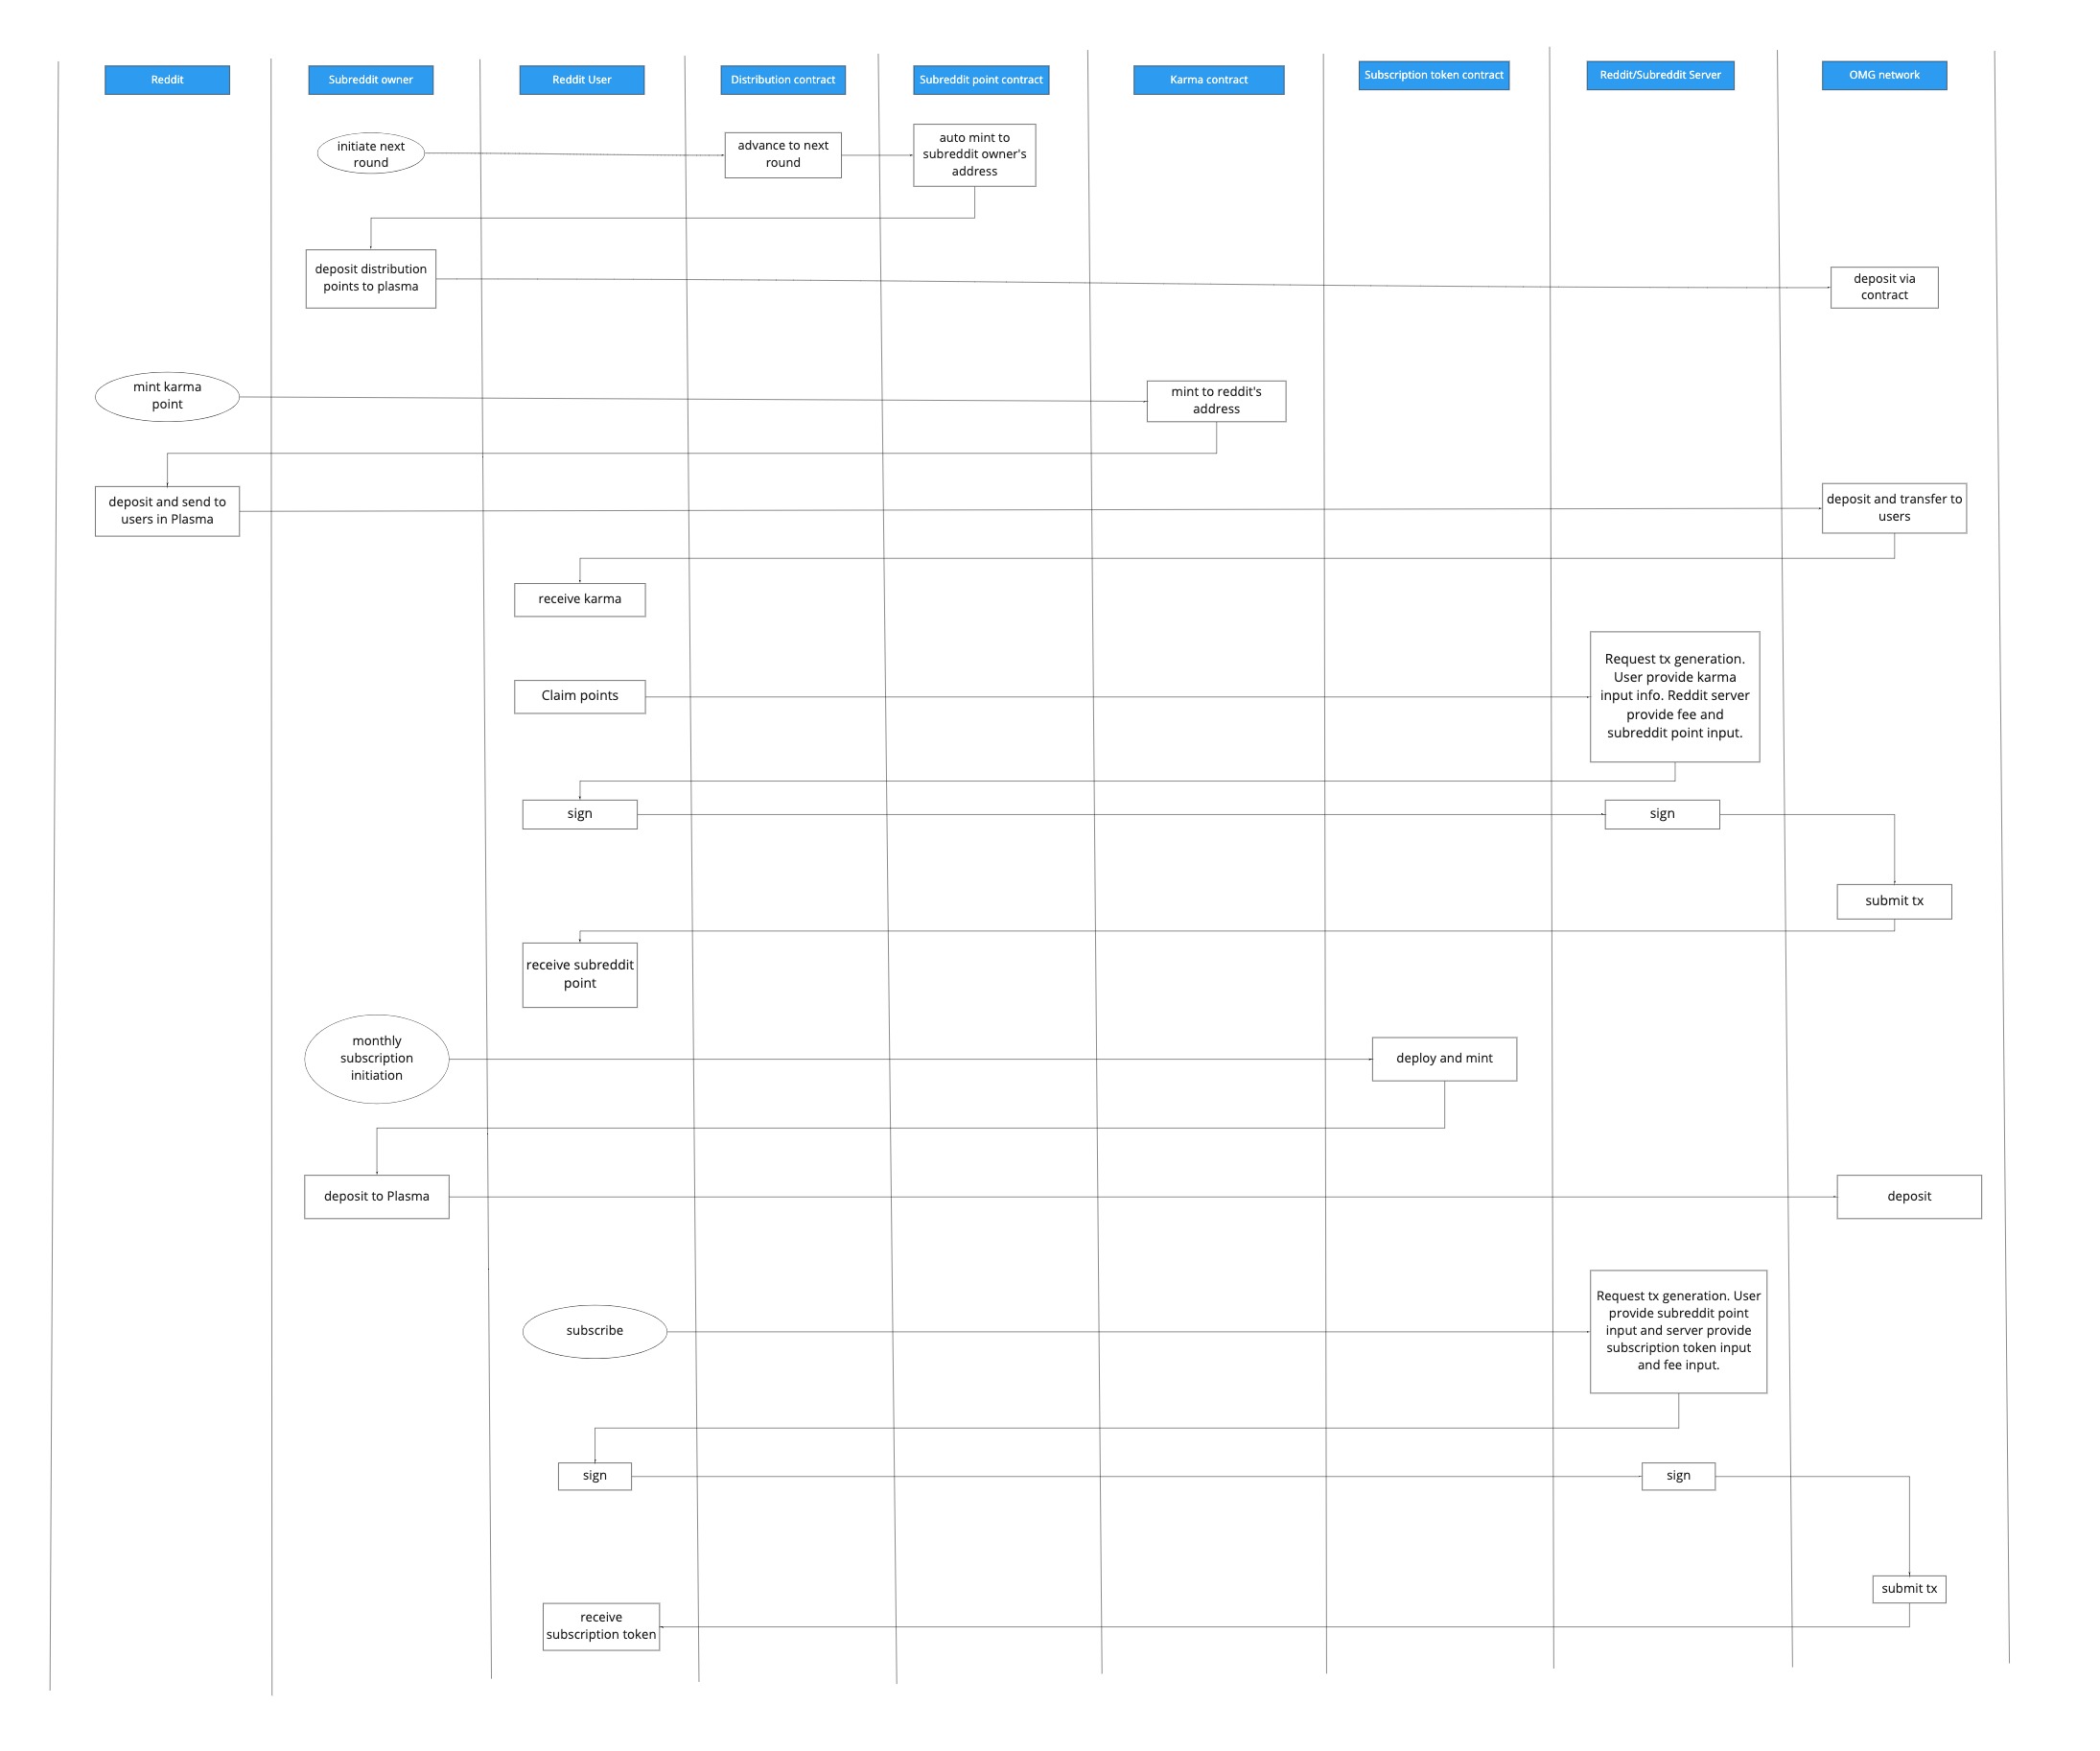 Reddit
Subreddit owner
Reddit User
Distribution contract
Subreddit point contract
Karma contract
Subscription token contract
Reddit/Subreddit Server
OMG network
initiate next
round
advance to next
round
auto mint to
subreddit owner's
address
deposit distribution
points to plasma
deposit via
contract
mint karma
point
mint to reddit's
address
deposit and send to
users in Plasma
deposit and transfer to
users
receive karma
Claim points
Request tx generation.
User provide karma
input info. Reddit server
provide fee and
subreddit point input.
sign
sign
submit tx
receive subreddit
point
monthly
subscription
initiation
deploy and mint
deposit to Plasma
deposit
subscribe
Request tx generation. User
provide subreddit point
input and server provide
subscription token input
and fee input.
sign
sign
submit tx
receive
subscription token